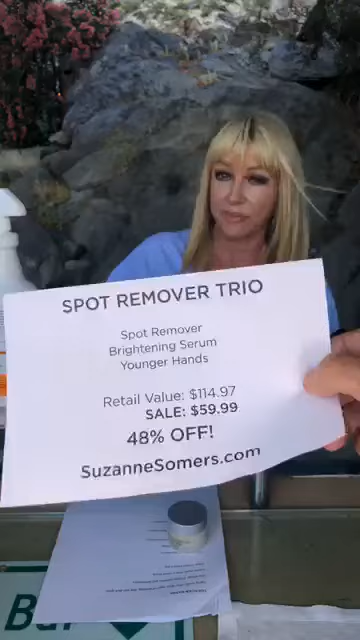 SPOT REMOVER TRIO
Spot Remover
Brightening Serum
Younger Hands
Retail Value: $114.97
SALE: $59.99
48% OFF!
SuzanneSomers.com